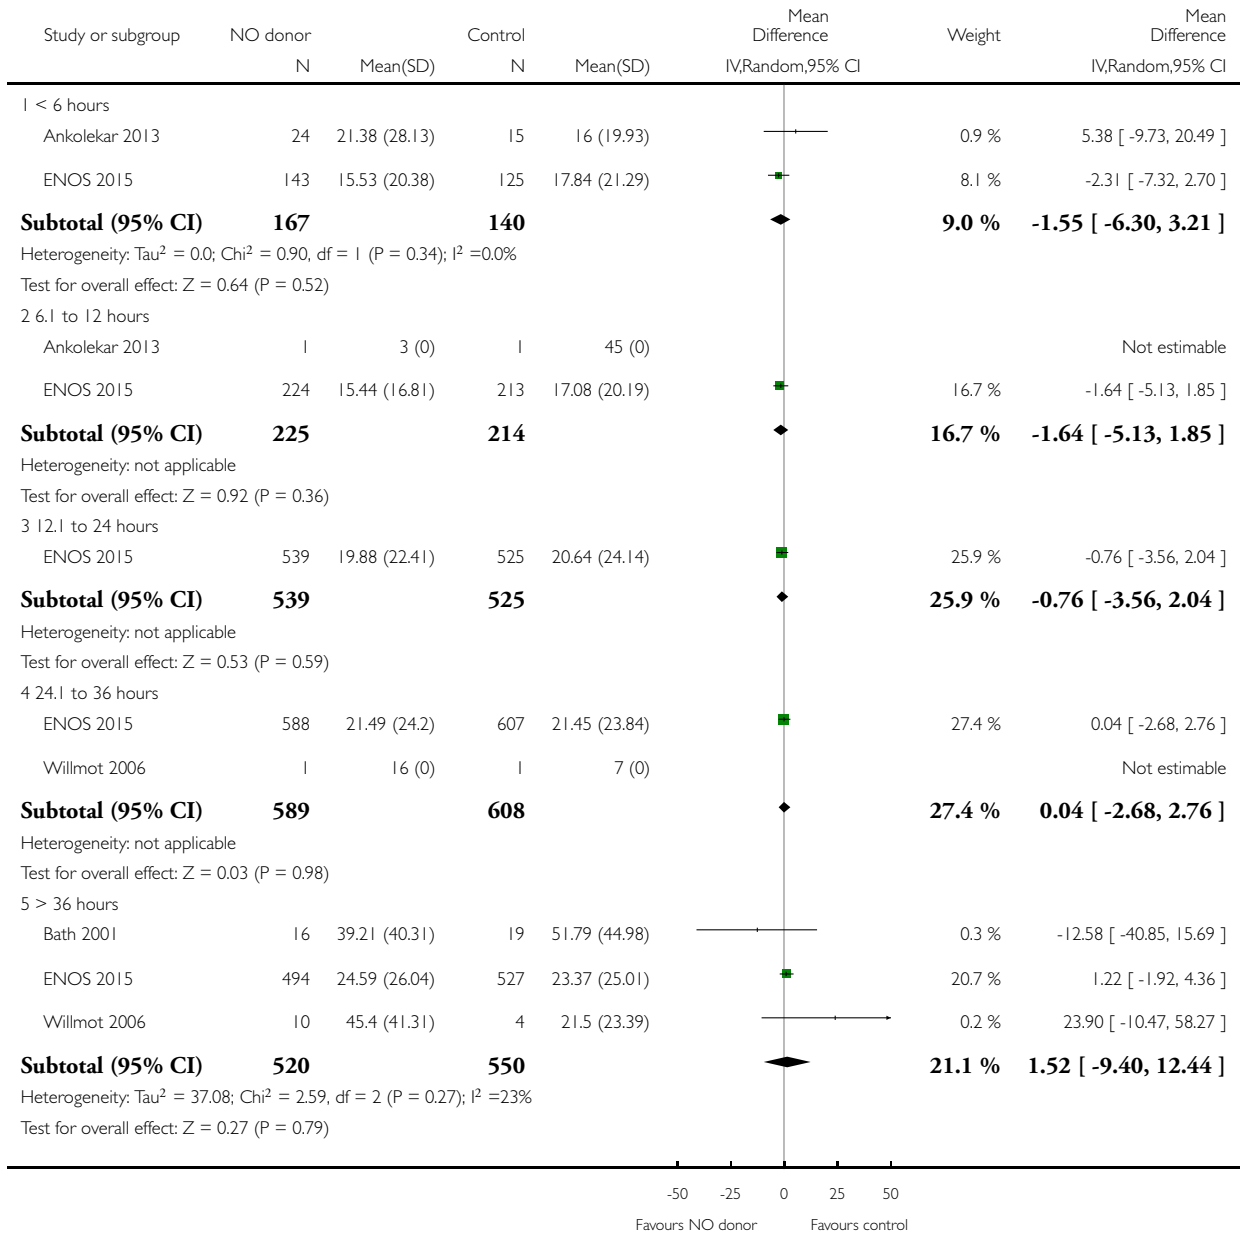 Mean Mean
Study or subgroup NO donor Control Difference Weight Difference
N Mean(SD) N Mean(SD) IV,Random,95% CI IV,Random,95% CI
1 < 6 hours
Ankolekar 2013 24 21.38 (28.13) 15 16 (19.93) 0.9 % 5.38 [ -9.73, 20.49 ]
ENOS 2015 143 15.53 (20.38) 125 17.84 (21.29) 8.1 % -2.31 [ -7.32, 2.70 ]
Subtotal (95% CI) 167 140 9.0 % -1.55 [ -6.30, 3.21 ]
Heterogeneity: Tau² = 0.0; Chi² = 0.90, df = 1 (P = 0.34); I² =0.0%
Test for overall effect: Z = 0.64 (P = 0.52)
2 6.1 to 12 hours
Ankolekar 2013 1 3 (0) 1 45 (0) Not estimable
ENOS 2015 224 15.44 (16.81) 213 17.08 (20.19) 16.7 % -1.64 [ -5.13, 1.85 ]
Subtotal (95% CI) 225 214 16.7 % -1.64 [ -5.13, 1.85 ]
Heterogeneity: not applicable
Test for overall effect: Z = 0.92 (P = 0.36)
3 12.1 to 24 hours
ENOS 2015 539 19.88 (22.41) 525 20.64 (24.14) 25.9 % -0.76 [ -3.56, 2.04 ]
Subtotal (95% CI) 539 525 25.9 % -0.76 [ -3.56, 2.04 ]
Heterogeneity: not applicable
Test for overall effect: Z = 0.53 (P = 0.59)
4 24.1 to 36 hours
ENOS 2015 588 21.49 (24.2) 607 21.45 (23.84) 27.4 % 0.04 [ -2.68, 2.76 ]
Willmot 2006 1 16 (0) 1 7 (0) Not estimable
Subtotal (95% CI) 589 608 27.4 % 0.04 [ -2.68, 2.76 ]
Heterogeneity: not applicable
Test for overall effect: Z = 0.03 (P = 0.98)
5 > 36 hours
Bath 2001 16 39.21 (40.31) 19 51.79 (44.98) 0.3 % -12.58 [ -40.85, 15.69 ]
ENOS 2015 494 24.59 (26.04) 527 23.37 (25.01) 20.7 % 1.22 [ -1.92, 4.36 ]
Willmot 2006 10 45.4 (41.31) 4 21.5 (23.39) 0.2 % 23.90 [ -10.47, 58.27 ]
Subtotal (95% CI) 520 550 21.1 % 1.52 [ -9.40, 12.44 ]
Heterogeneity: Tau² = 37.08; Chi² = 2.59, df = 2 (P = 0.27); I² =23%
Test for overall effect: Z = 0.27 (P = 0.79)
-50 -25 0 25 50
Favours NO donor Favours control